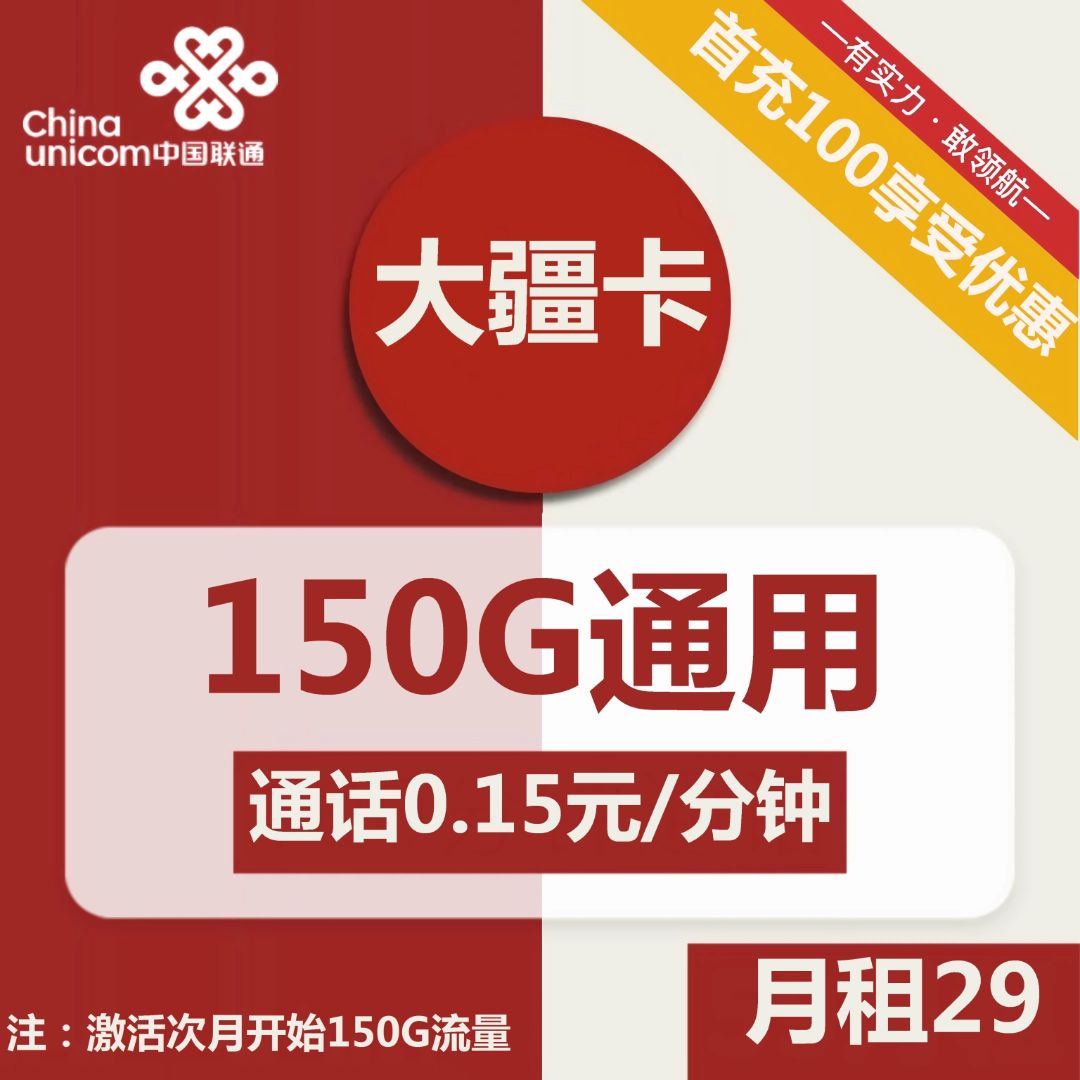 China
unicom中国联通
一有实力·敢领航一
首充100享受优惠
大疆卡
150G通用
通话0.15元/分钟
月租29
注：激活次月开始150G流量